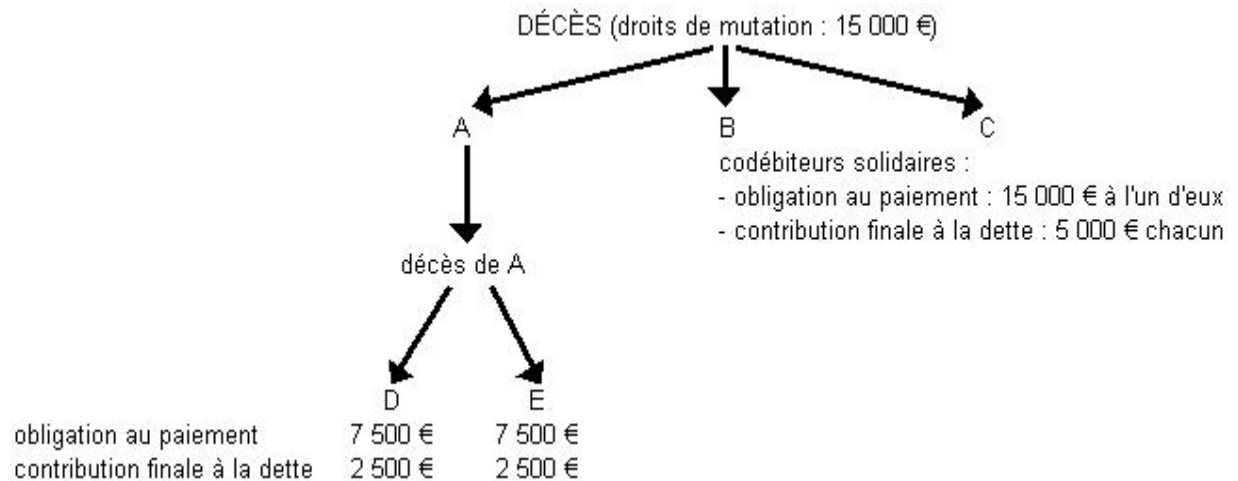 DÉCÈS (droits de mutation : 15 000 €)
A
B
C
codébiteurs solidaires :
- obligation au paiement : 15 000 € à l'un d'eux
- contribution finale à la dette : 5 000 € chacun
décès de A
D
E
obligation au paiement 7 500 € 7 500 €
contribution finale à la dette 2 500 € 2 500 €